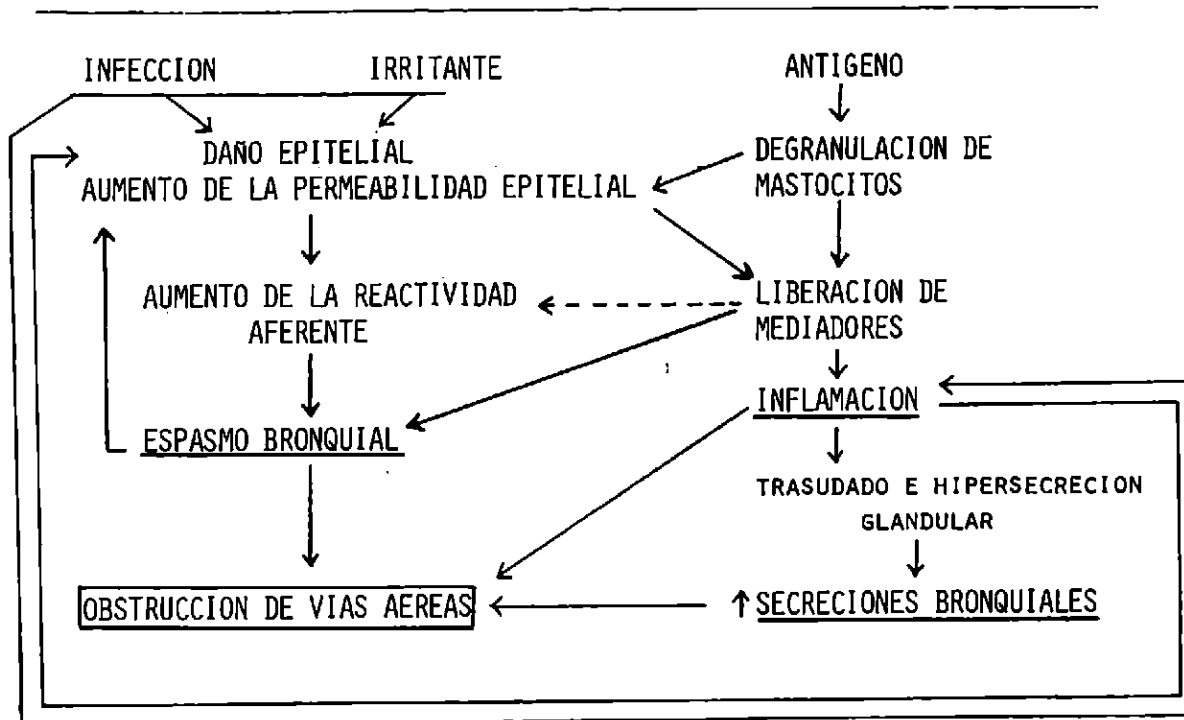 INFECCION
IRRITANTE
ANTIGENO
DAÑO EPITELIAL
AUMENTO DE LA PERMEABILIDAD EPITELIAL
DEGRANULACION DE
MASTOCITOS
AUMENTO DE LA REACTIVIDAD
AFERENTE
LIBERACION DE
MEDIADORES
INFLAMACION
ESPASMO BRONQUIAL
TRASUDADO E HIPERSECRECION
GLANDULAR
OBSTRUCCION DE VIAS AEREAS
↑ SECRECIONES BRONQUIALES